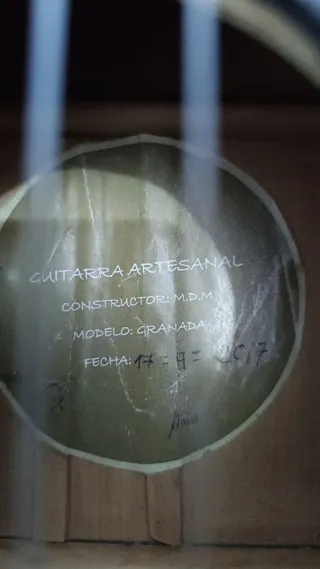 GUITARRA ARTESANAL
CONSTRUCTOR: M.D.M
MODELO: GRANADA
FECHA: 17 = 9 = 2017